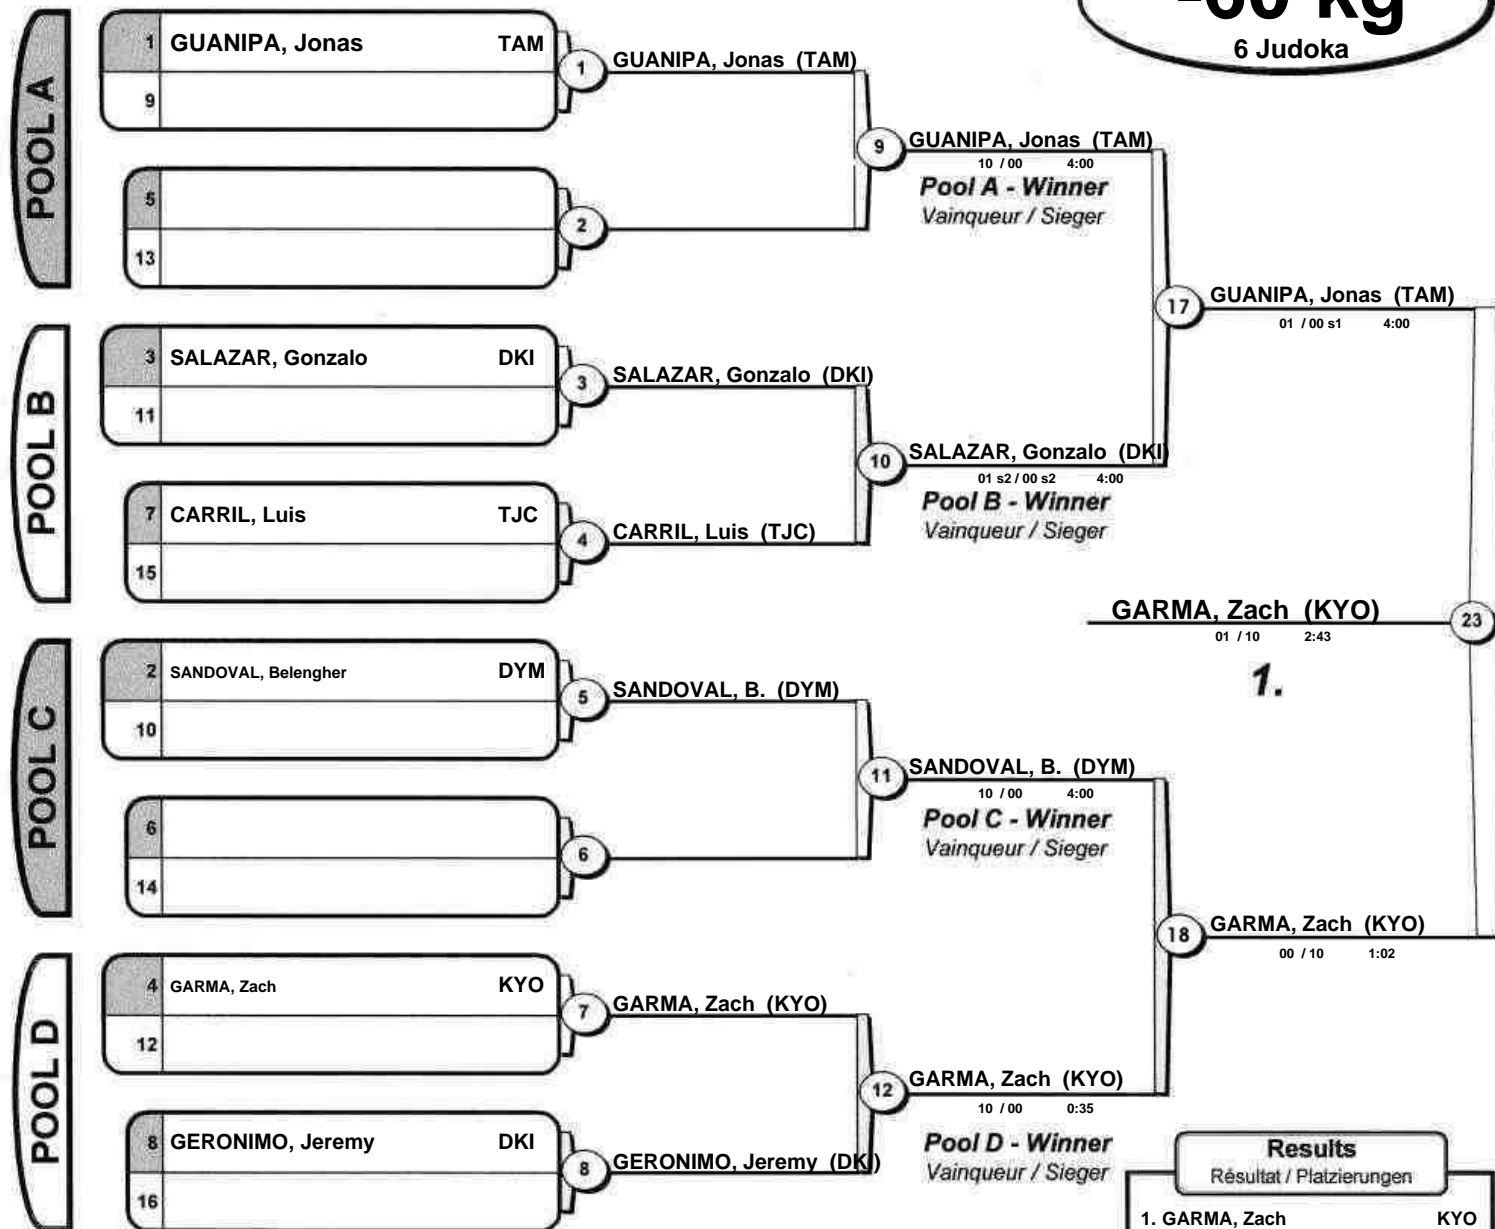 -60 kg
6 Judoka
POOL A
1 GUANIPA, Jonas TAM
9
5
13
1 GUANIPA, Jonas (TAM)
2
9 GUANIPA, Jonas (TAM)
10 / 00 4:00
Pool A - Winner
Vainqueur / Sieger
POOL B
3 SALAZAR, Gonzalo DKI
11
7 CARRIL, Luis TJC
15
3 SALAZAR, Gonzalo (DKI)
4 CARRIL, Luis (TJC)
10 SALAZAR, Gonzalo (DKI)
01 s2 / 00 s2 4:00
Pool B - Winner
Vainqueur / Sieger
17 GUANIPA, Jonas (TAM)
01 / 00 s1 4:00
GARMA, Zach (KYO) 23
01 / 10 2:43
1.
POOL C
2 SANDOVAL, Belengher DYM
10
6
14
5 SANDOVAL, B. (DYM)
6
11 SANDOVAL, B. (DYM)
10 / 00 4:00
Pool C - Winner
Vainqueur / Sieger
18 GARMA, Zach (KYO)
00 / 10 1:02
POOL D
4 GARMA, Zach KYO
12
8 GERONIMO, Jeremy DKI
16
7 GARMA, Zach (KYO)
8 GERONIMO, Jeremy (DKI)
12 GARMA, Zach (KYO)
10 / 00 0:35
Pool D - Winner
Vainqueur / Sieger
Results
Résultat / Platzierungen
1. GARMA, Zach KYO